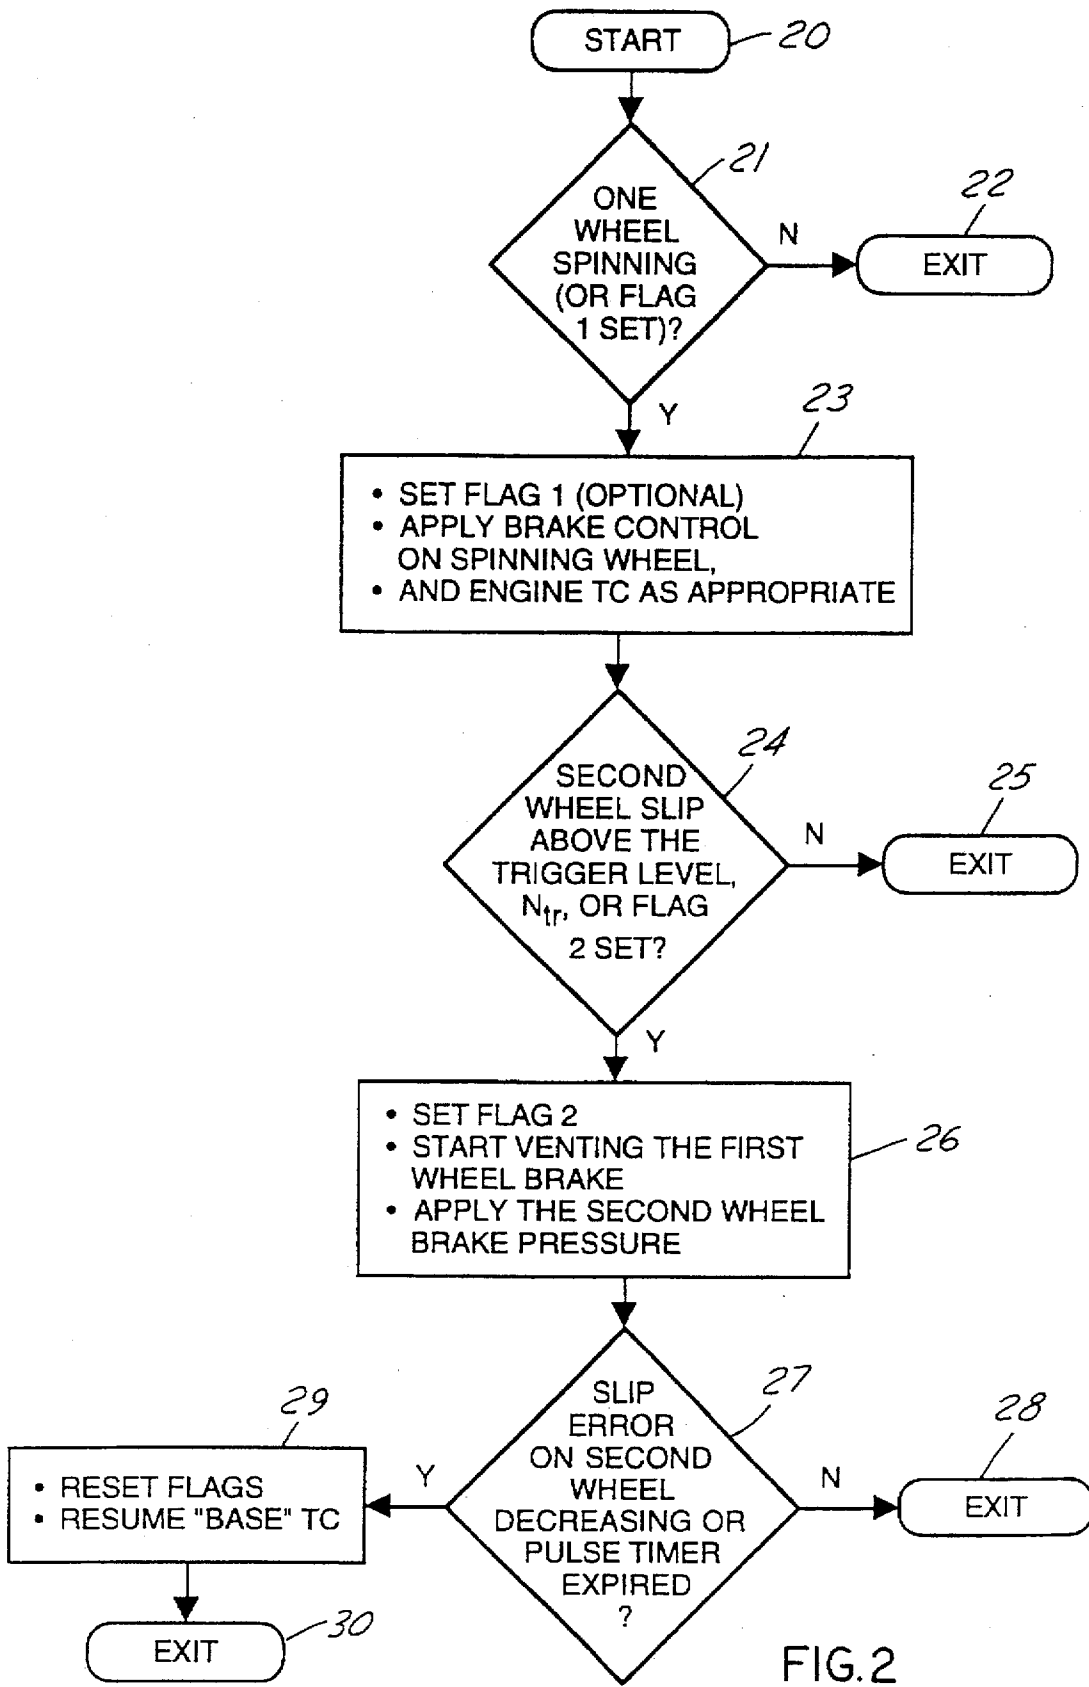 START
20
21
ONE
WHEEL
SPINNING
(OR FLAG
1 SET)?
N
22
EXIT
Y
23
• SET FLAG 1 (OPTIONAL)
• APPLY BRAKE CONTROL
ON SPINNING WHEEL,
• AND ENGINE TC AS APPROPRIATE
24
SECOND
WHEEL SLIP
ABOVE THE
TRIGGER LEVEL,
Ntr, OR FLAG
2 SET?
N
25
EXIT
Y
26
• SET FLAG 2
• START VENTING THE FIRST
WHEEL BRAKE
• APPLY THE SECOND WHEEL
BRAKE PRESSURE
27
SLIP
ERROR
ON SECOND
WHEEL
DECREASING OR
PULSE TIMER
EXPIRED
?
N
28
EXIT
Y
29
• RESET FLAGS
• RESUME "BASE" TC
EXIT
30
FIG.2